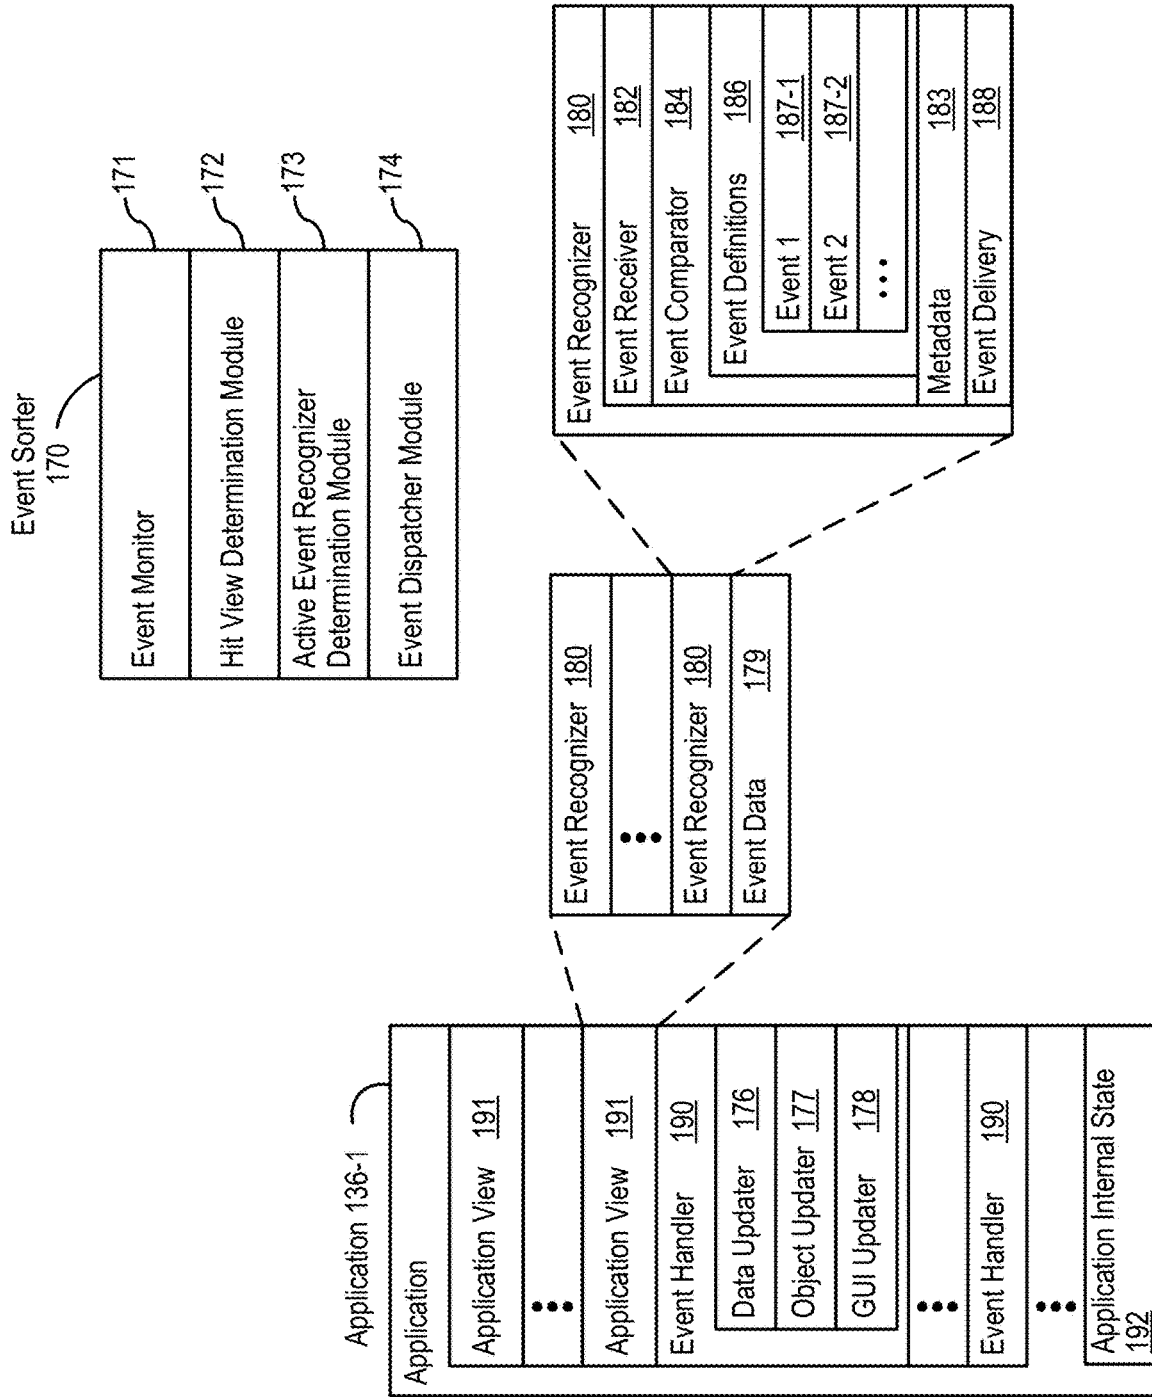 Event Sorter
170
Event Monitor
171
Hit View Determination Module
172
Active Event Recognizer
Determination Module
173
Event Dispatcher Module
174
Application 136-1
Application
Application View 191
•••
Application View 191
Event Handler 190
Data Updater 176
Object Updater 177
GUI Updater 178
•••
Event Handler 190
•••
Application Internal State
192
Event Recognizer 180
•••
Event Recognizer 180
Event Data 179
Event Recognizer 180
Event Receiver 182
Event Comparator 184
Event Definitions 186
Event 1 187-1
Event 2 187-2
•••
Metadata 183
Event Delivery 188